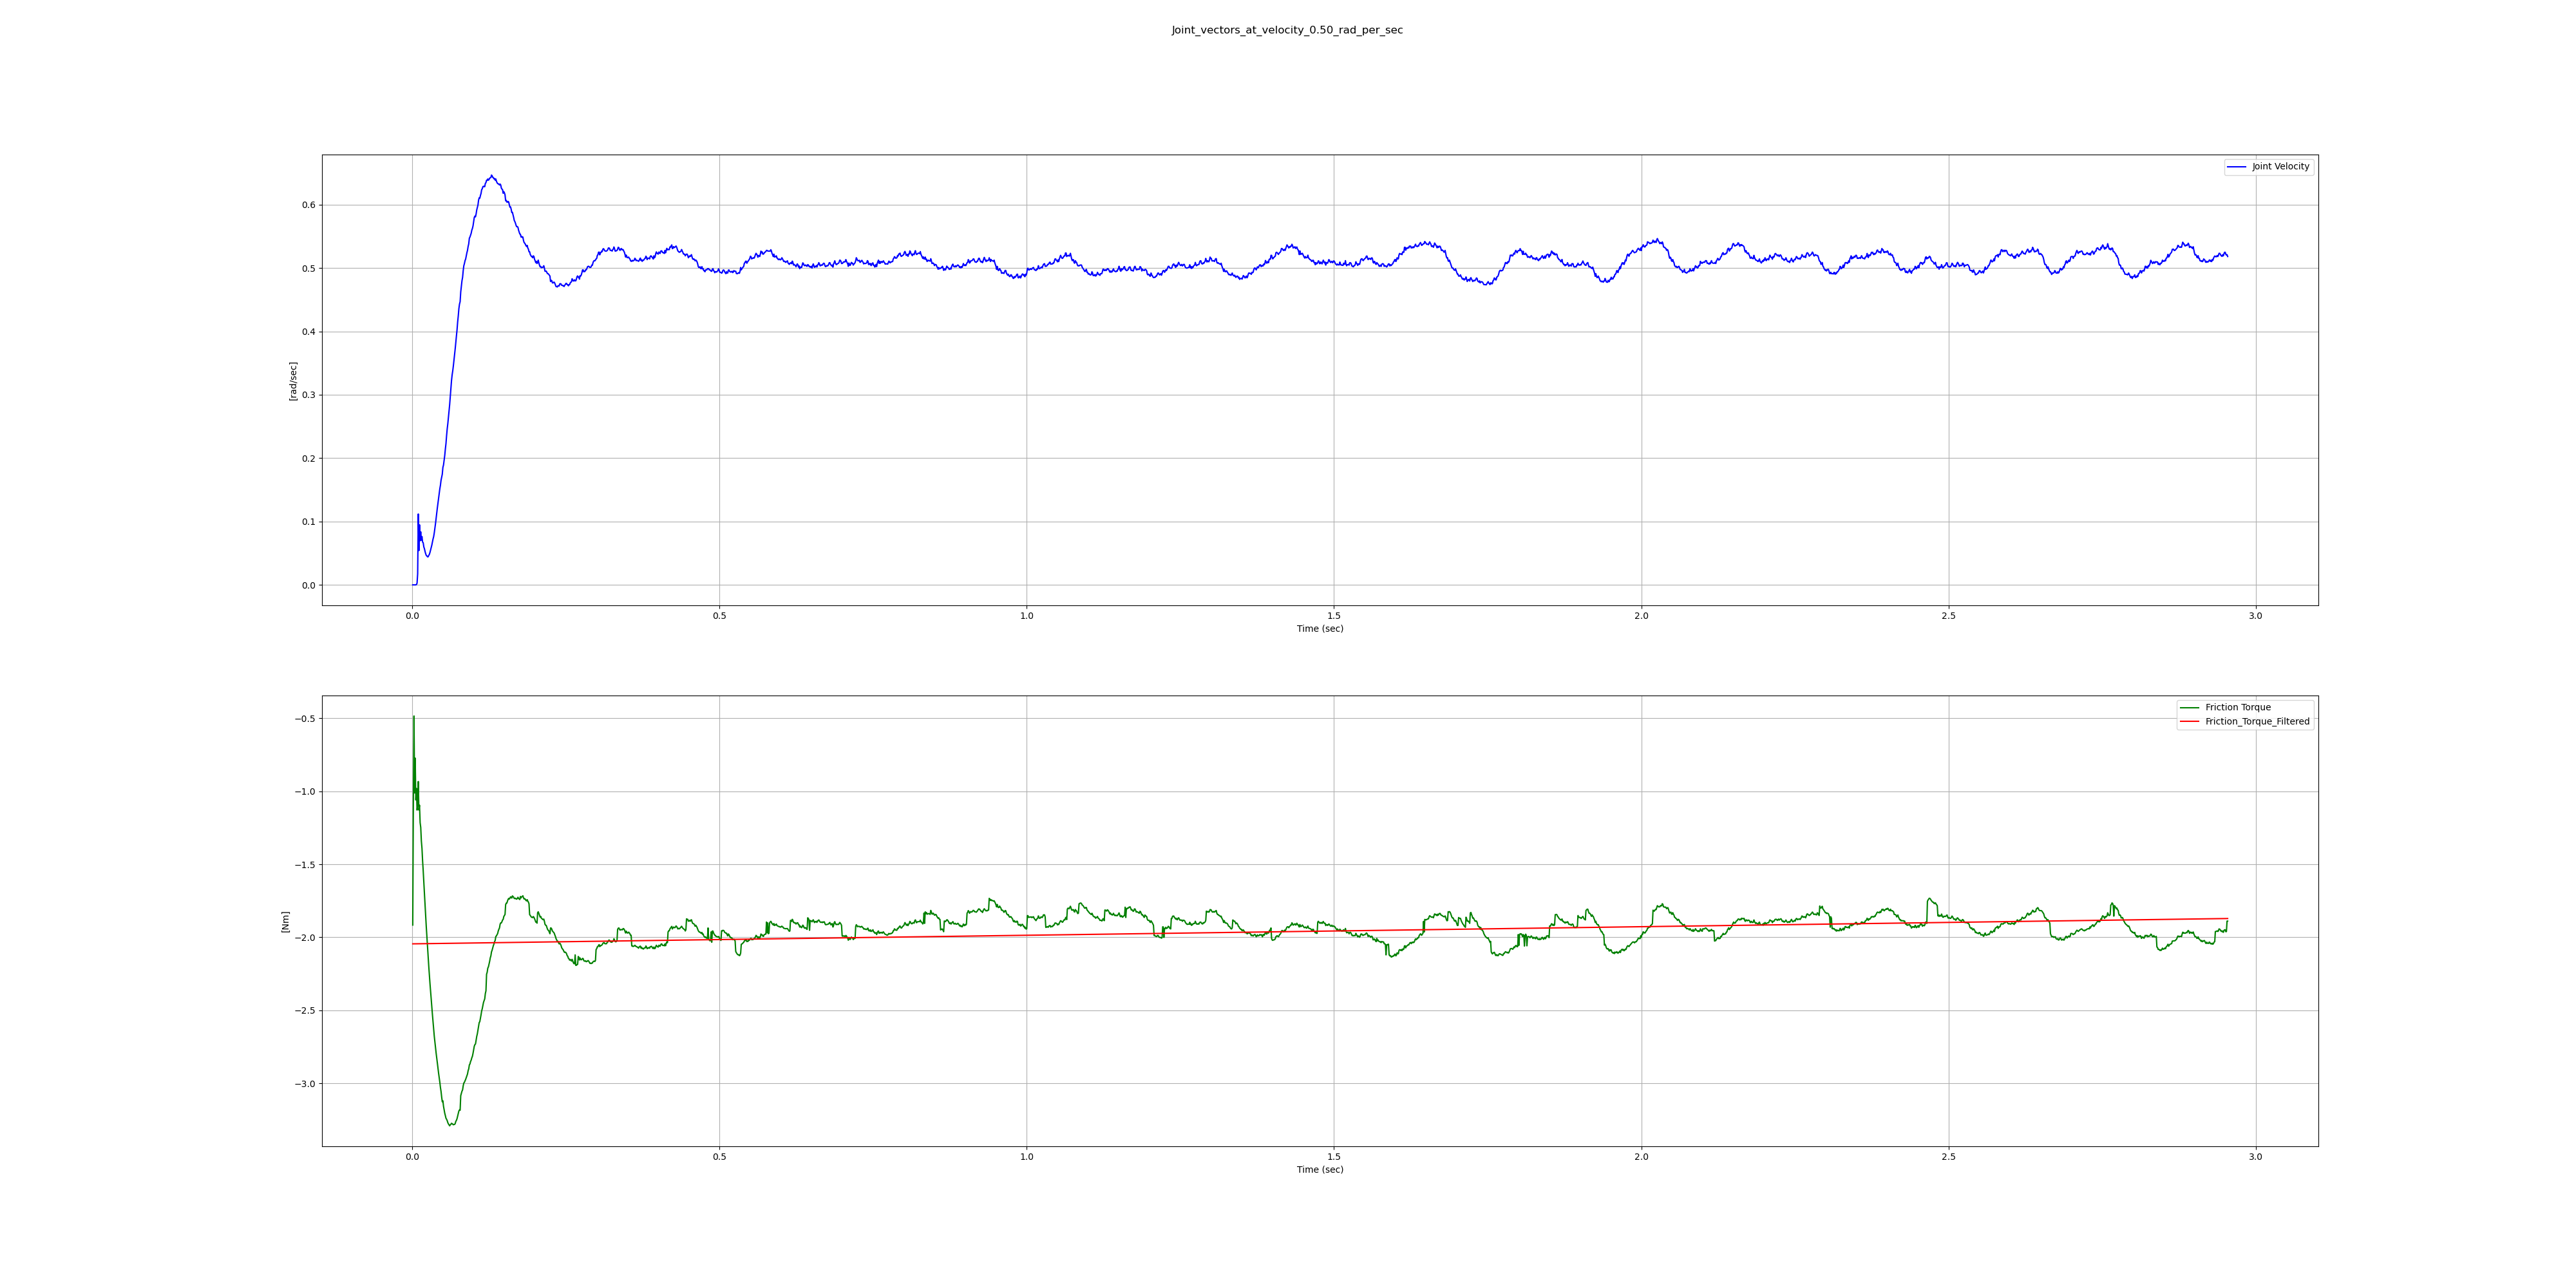 Joint_vectors_at_velocity_0.50_rad_per_sec
Joint Velocity
0.6
0.5
0.4
0.3
0.2
0.1
0.0
[rad/sec]
0.0 0.5 1.0 1.5 2.0 2.5 3.0
Time (sec)
Friction Torque
Friction_Torque_Filtered
−0.5
−1.0
−1.5
−2.0
−2.5
−3.0
[Nm]
0.0 0.5 1.0 1.5 2.0 2.5 3.0
Time (sec)